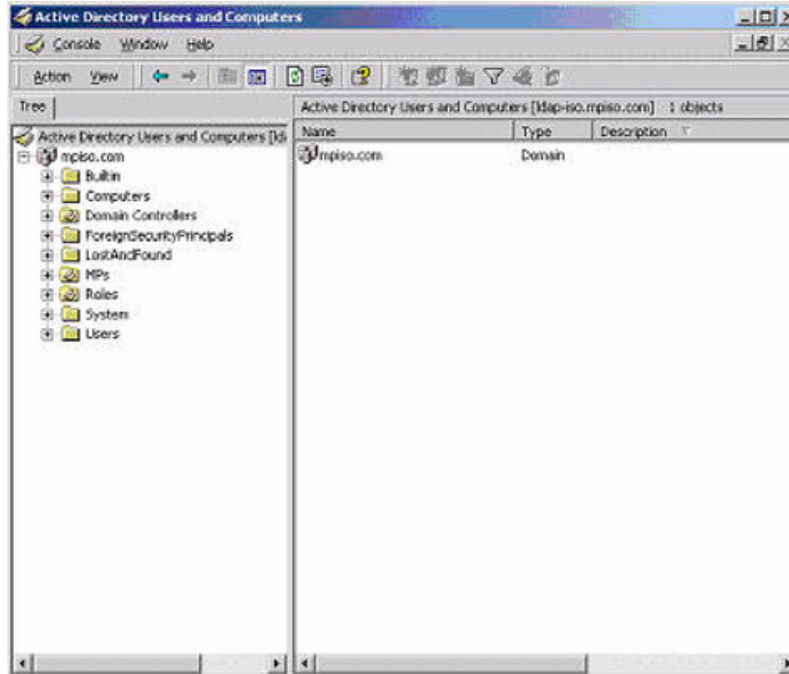 Active Directory Users and Computers
Console Window Help
Action View
Tree
Active Directory Users and Computers [ldap-iso.mpiso.com] 1 objects
Active Directory Users and Computers [ld
Name Type Description
mpiso.com
mpiso.com Domain
Builtin
Computers
Domain Controllers
ForeignSecurityPrincipals
LostAndFound
MPs
Roles
System
Users